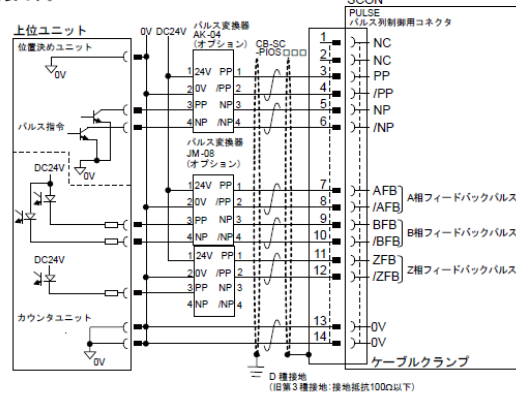 SCON
PULSE
パルス列制御用コネクタ
上位ユニット
位置決めユニット
0V
パルス指令
0V
DC24V
DC24V
カウンタユニット
0V
0V DC24V
パルス変換器
AK-04
(オプション)
CB-SC
-PIOS□□□
1 24V PP 1
2 0V /PP 2
3 PP NP 3
4 NP /NP 4
パルス変換器
JM-08
(オプション)
1 24V PP 1
2 0V /PP 2
3 PP NP 3
4 NP /NP 4
1 24V PP 1
2 0V /PP 2
3 PP NP 3
4 NP /NP 4
1 NC
2 NC
3 PP
4 /PP
5 NP
6 /NP
7 AFB
8 /AFB
A相フィードバックパルス
9 BFB
10 /BFB
B相フィードバックパルス
11 ZFB
12 /ZFB
Z相フィードバックパルス
13 0V
14 0V
ケーブルクランプ
D 種接地
(旧第3種接地:接地抵抗100Ω以下)